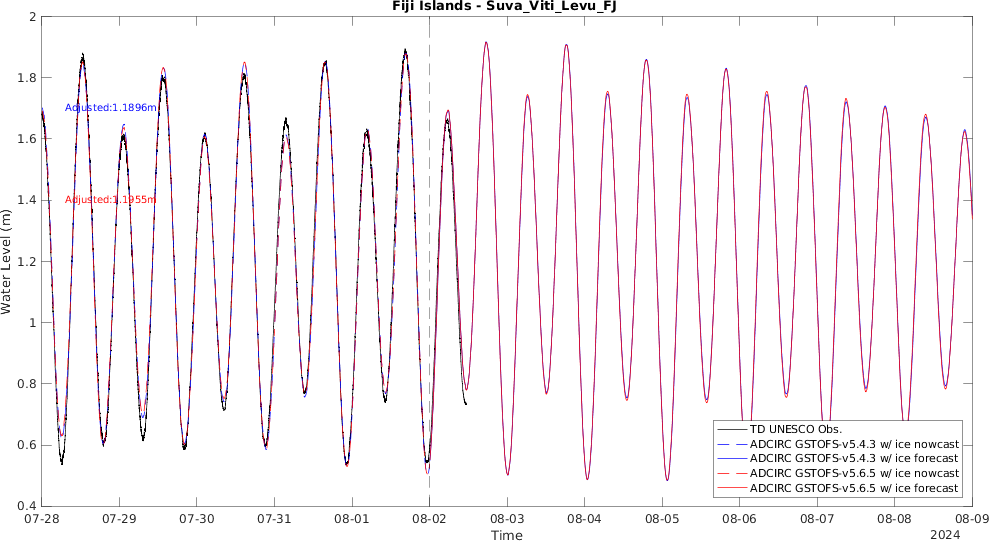 Fiji Islands - Suva_Viti_Levu_FJ
2
1.8
1.6
1.4
1.2
1
0.8
0.6
0.4
Water Level (m)
Adjusted:1.1896m
Adjusted:1.1955m
TD UNESCO Obs.
ADCIRC GSTOFS-v5.4.3 w/ ice nowcast
ADCIRC GSTOFS-v5.4.3 w/ ice forecast
ADCIRC GSTOFS-v5.6.5 w/ ice nowcast
ADCIRC GSTOFS-v5.6.5 w/ ice forecast
07-28 07-29 07-30 07-31 08-01 08-02 08-03 08-04 08-05 08-06 08-07 08-08 08-09
Time
2024